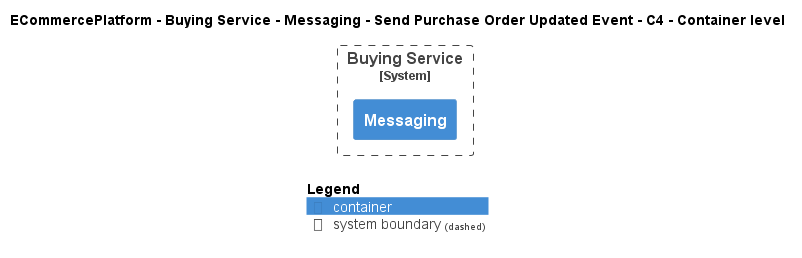 ECommercePlatform - Buying Service - Messaging - Send Purchase Order Updated Event - C4 - Container level
Buying Service
[System]
Messaging
Legend
container
system boundary (dashed)